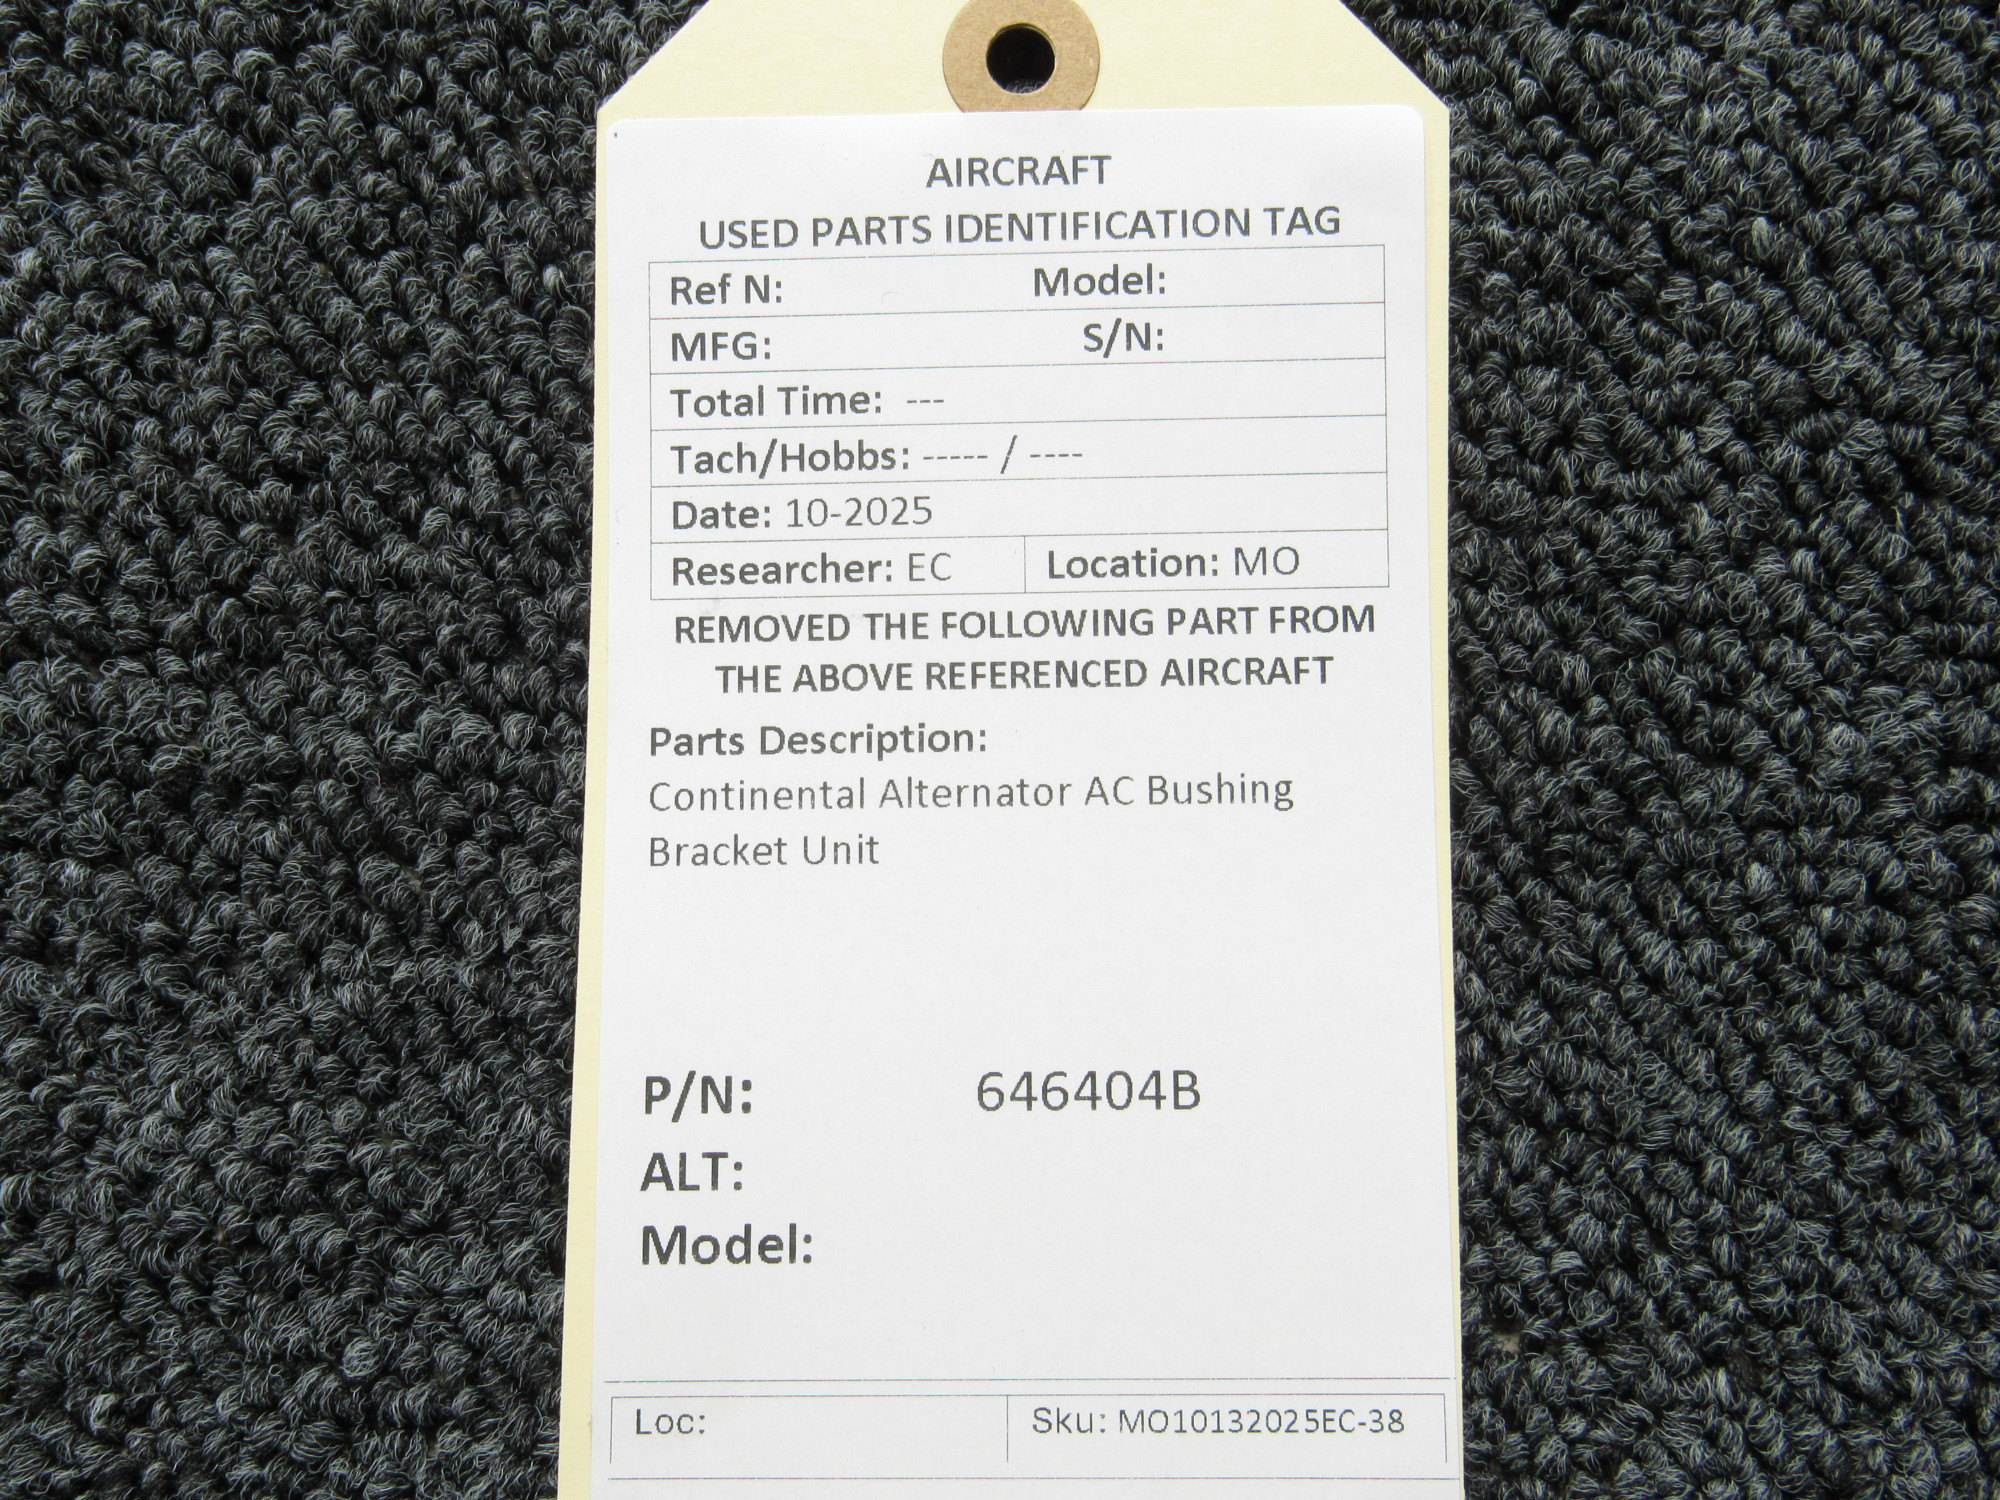 AIRCRAFT
USED PARTS IDENTIFICATION TAG
Ref N: Model:
MFG: S/N:
Total Time: ---
Tach/Hobbs: ----- / ----
Date: 10-2025
Researcher: EC Location: MO
REMOVED THE FOLLOWING PART FROM
THE ABOVE REFERENCED AIRCRAFT
Parts Description:
Continental Alternator AC Bushing
Bracket Unit
P/N: 646404B
ALT:
Model:
Loc: Sku: MO10132025EC-38